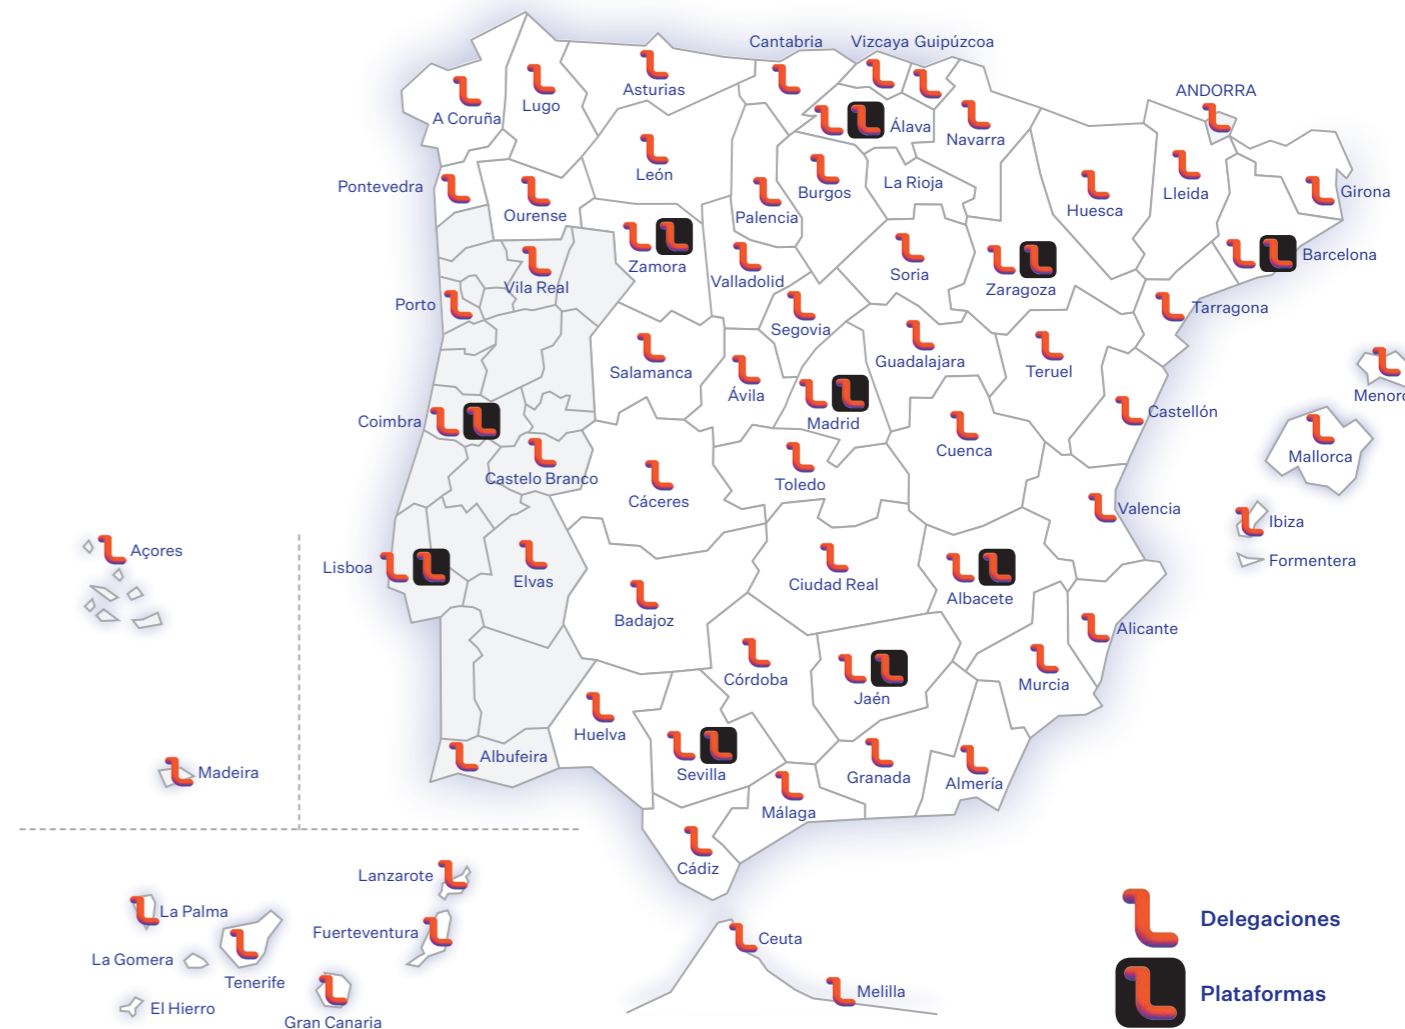 Cantabria
Vizcaya
Guipúzcoa
Asturias
ANDORRA
A Coruña
Lugo
Álava
Navarra
León
La Rioja
Pontevedra
Burgos
Lleida
Girona
Ourense
Palencia
Huesca
Barcelona
Zamora
Valladolid
Soria
Zaragoza
Vila Real
Porto
Segovia
Tarragona
Guadalajara
Salamanca
Teruel
Ávila
Menorc
Castellón
Coimbra
Madrid
Cuenca
Mallorca
Castelo Branco
Toledo
Cáceres
Valencia
Ibiza
Açores
Formentera
Lisboa
Elvas
Ciudad Real
Albacete
Badajoz
Alicante
Córdoba
Murcia
Jaén
Huelva
Albufeira
Madeira
Sevilla
Granada
Almería
Málaga
Cádiz
Lanzarote
La Palma
Fuerteventura
La Gomera
Tenerife
El Hierro
Gran Canaria
Ceuta
Melilla
Delegaciones
Plataformas